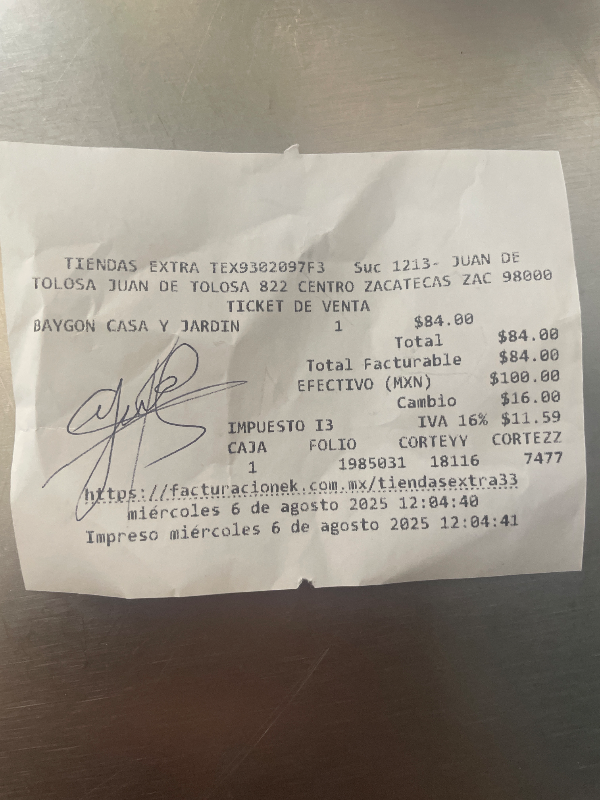 TIENDAS EXTRA TEX9302097F3 Suc 1213- JUAN DE
TOLOSA JUAN DE TOLOSA 822 CENTRO ZACATECAS ZAC 98000
TICKET DE VENTA
BAYGON CASA Y JARDIN 1 $84.00
Total $84.00
Total Facturable $84.00
EFECTIVO (MXN) $100.00
Cambio $16.00
IMPUESTO I3 IVA 16% $11.59
CAJA FOLIO CORTEYY CORTEZZ
1 1985031 18116 7477
https://facturacionek.com.mx/tiendasextra33
miércoles 6 de agosto 2025 12:04:40
Impreso miércoles 6 de agosto 2025 12:04:41